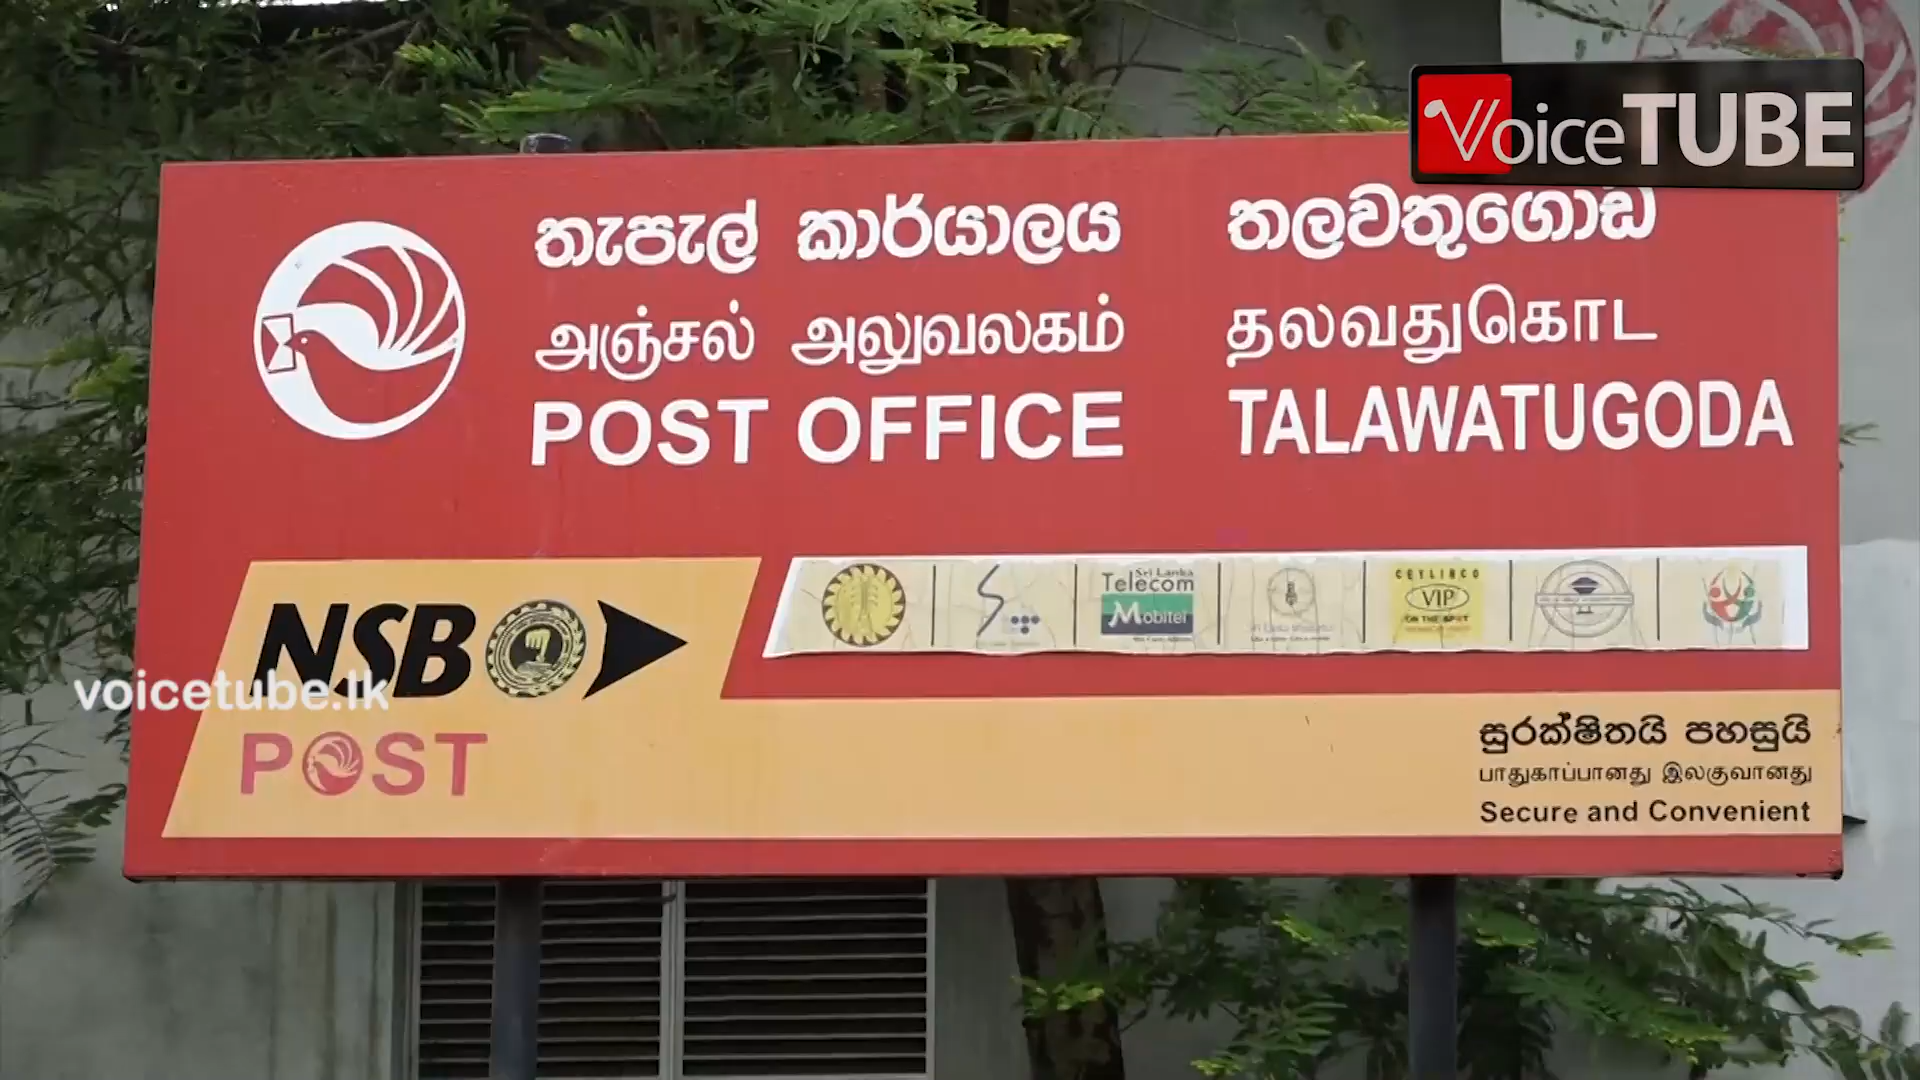 VoiceTUBE
තැපැල් කාර්යාලය තලවතුගොඩ
அஞ்சல் அலுவலகம் தலவதுகொட
POST OFFICE TALAWATUGODA
NSB
POST
Sri Lanka
Telecom
Mobitel
CEYLINCO
VIP
ON THE SPOT
සුරක්ෂිතයි පහසුයි
பாதுகாப்பானது இலகுவானது
Secure and Convenient
voicetube.lk